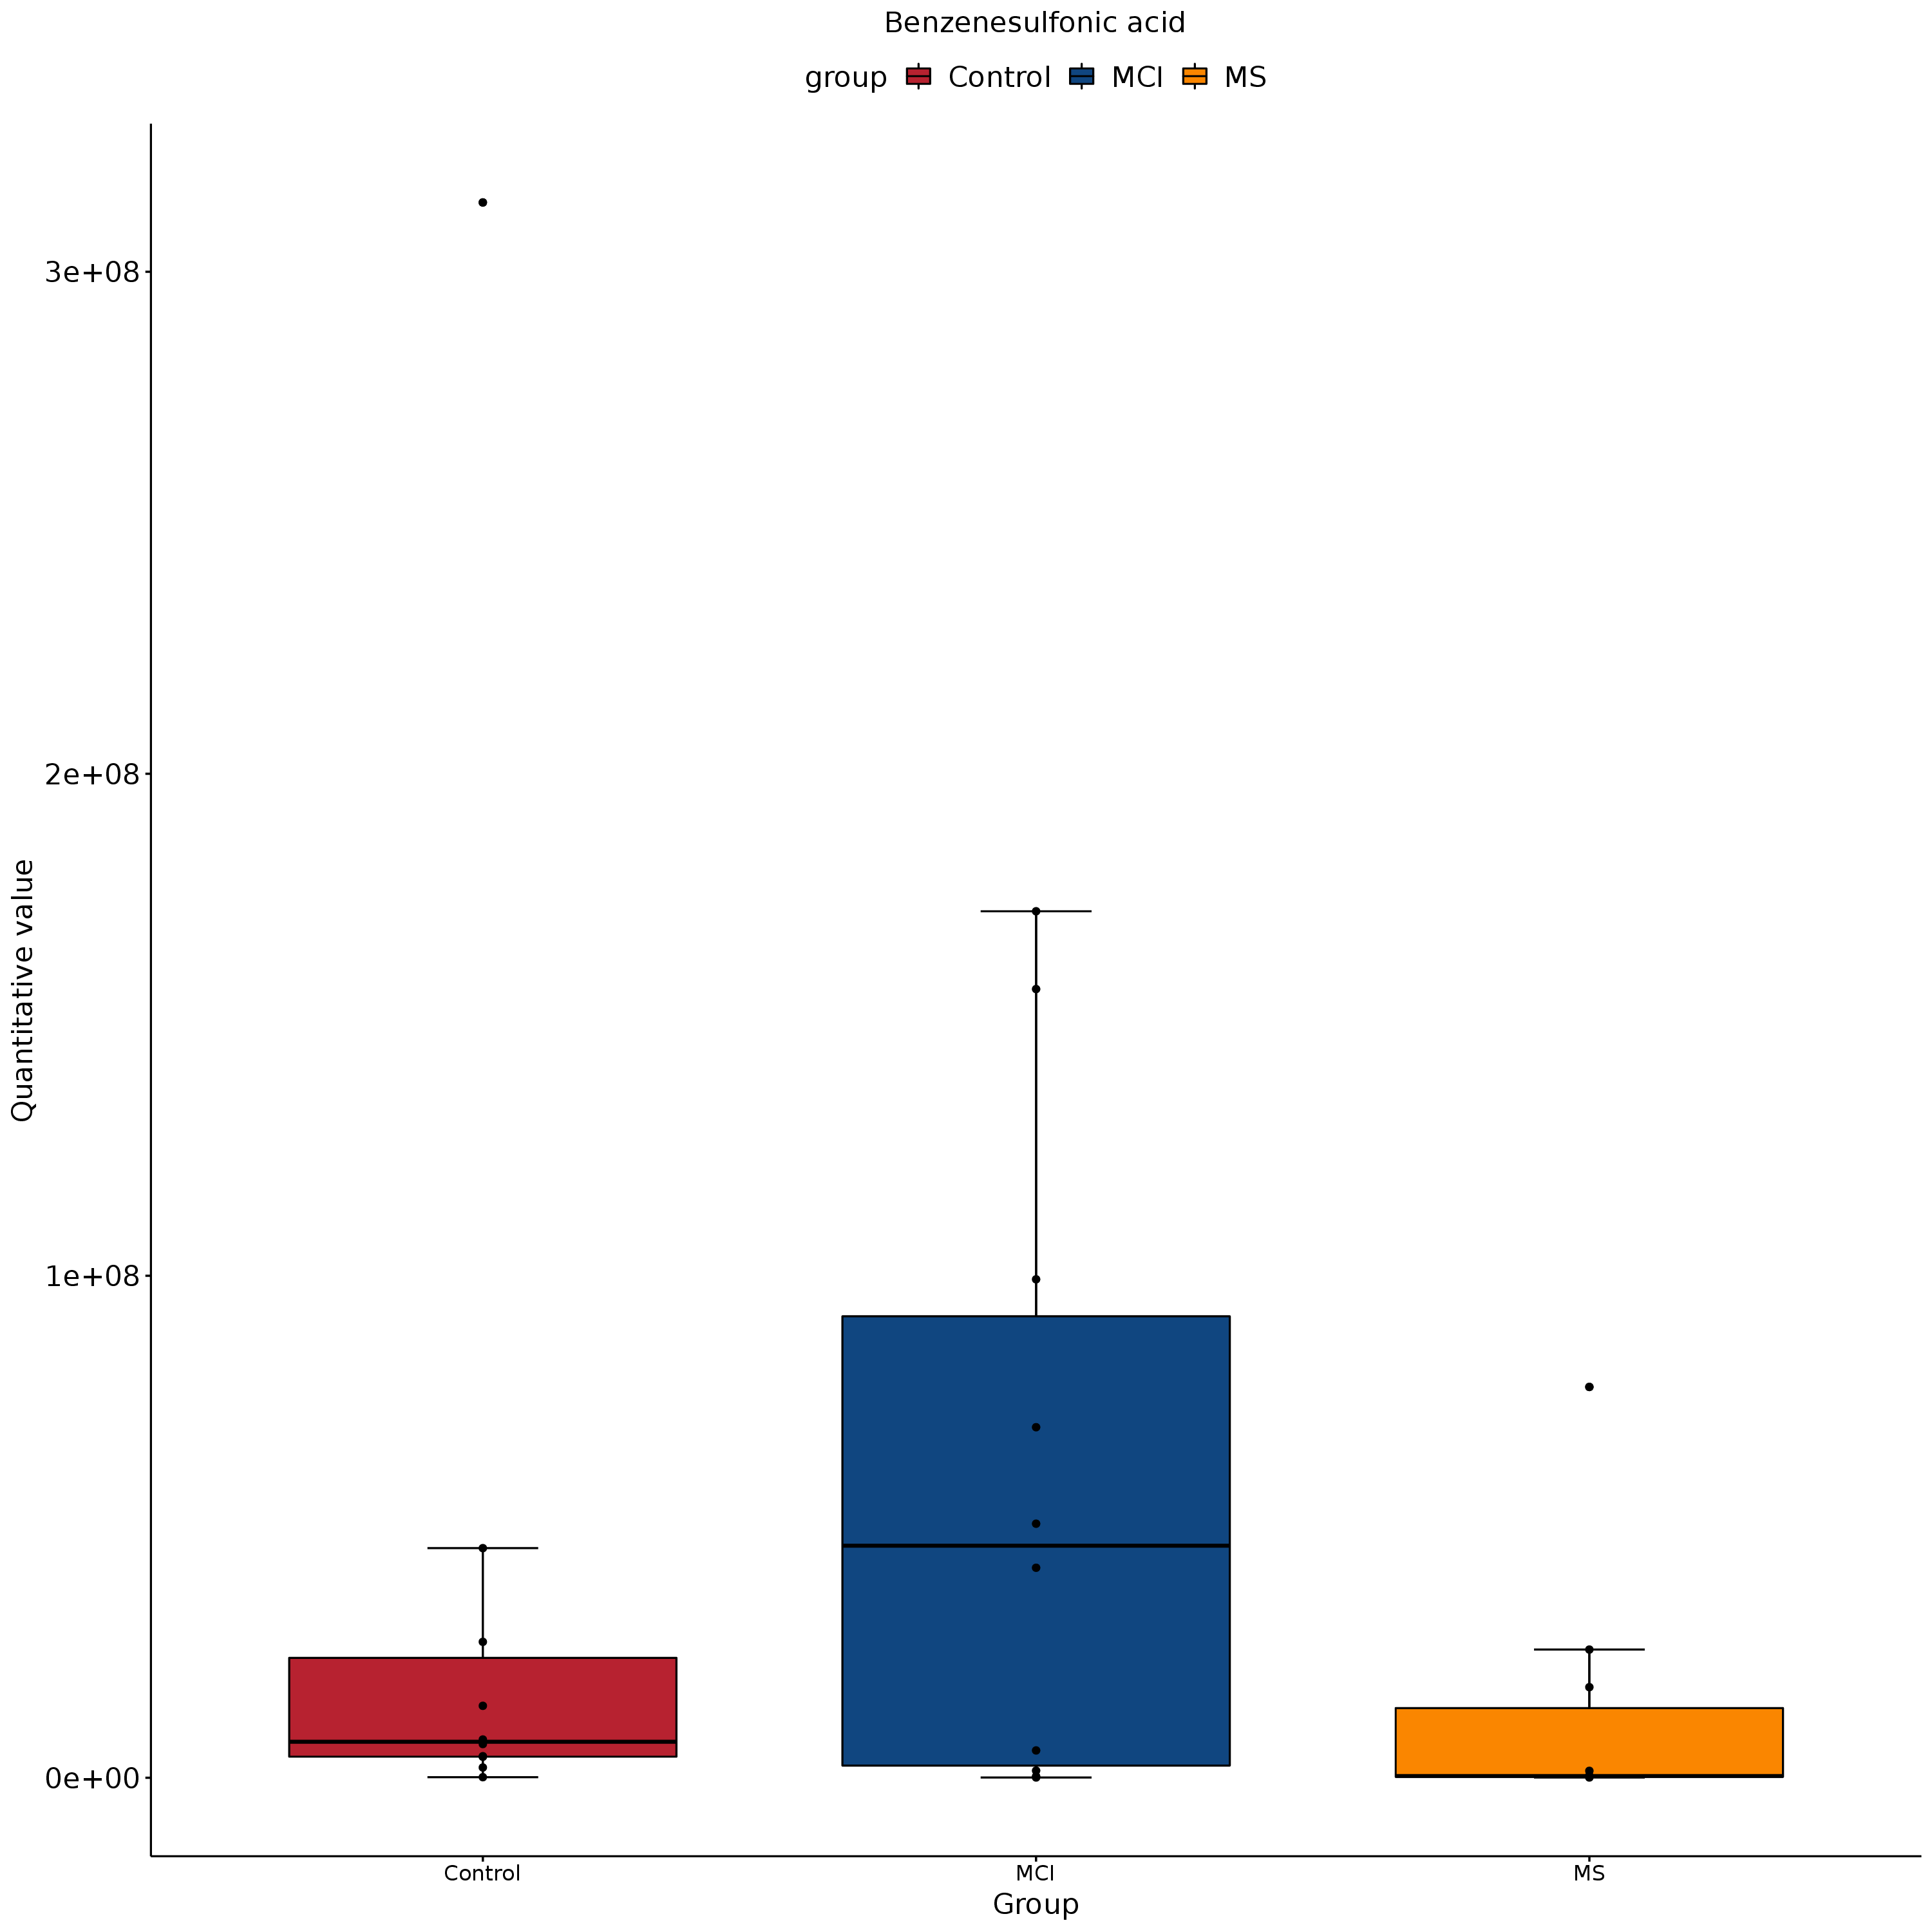 Benzenesulfonic acid
group Control MCI MS
3e+08
2e+08
1e+08
0e+00
Quantitative value
Control MCI MS
Group